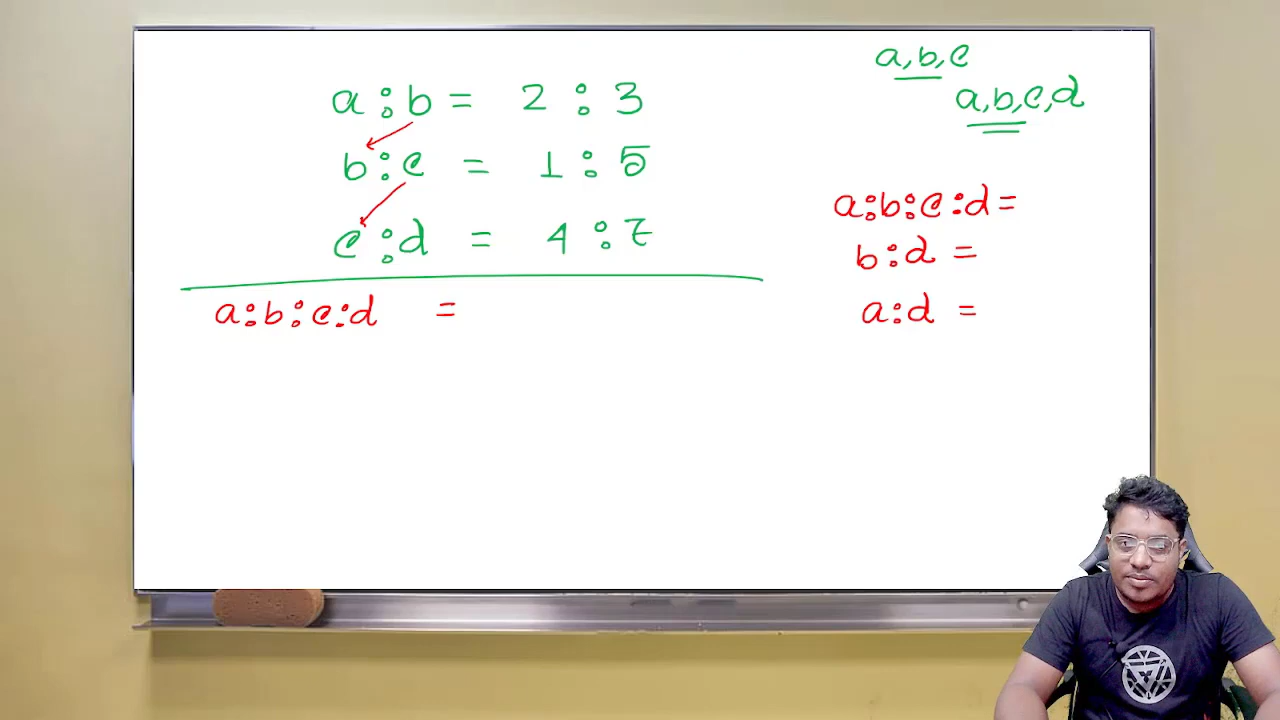 a:b = 2:3
b:c = 1:5
c:d = 4:7
a:b:c:d =
a,b,c
a,b,c,d
a:b:c:d =
b:d =
a:d =